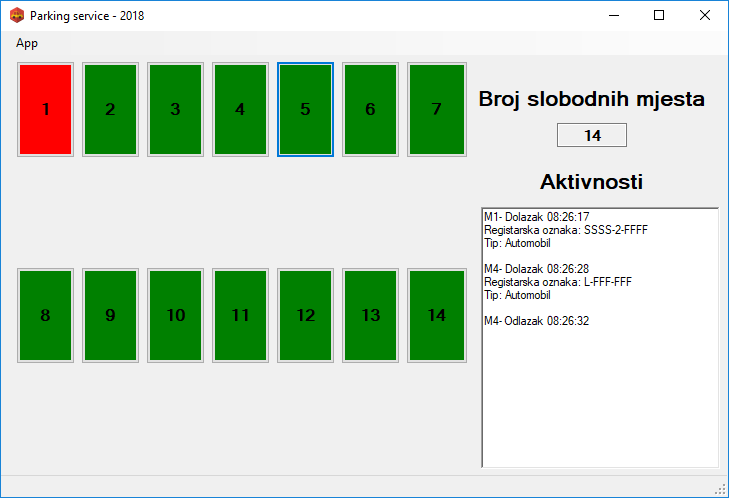 Parking service - 2018
App
1 2 3 4 5 6 7
8 9 10 11 12 13 14
Broj slobodnih mjesta
14
Aktivnosti
M1- Dolazak 08:26:17
Registarska oznaka: SSSS-2-FFFF
Tip: Automobil
M4- Dolazak 08:26:28
Registarska oznaka: L-FFF-FFF
Tip: Automobil
M4- Odlazak 08:26:32